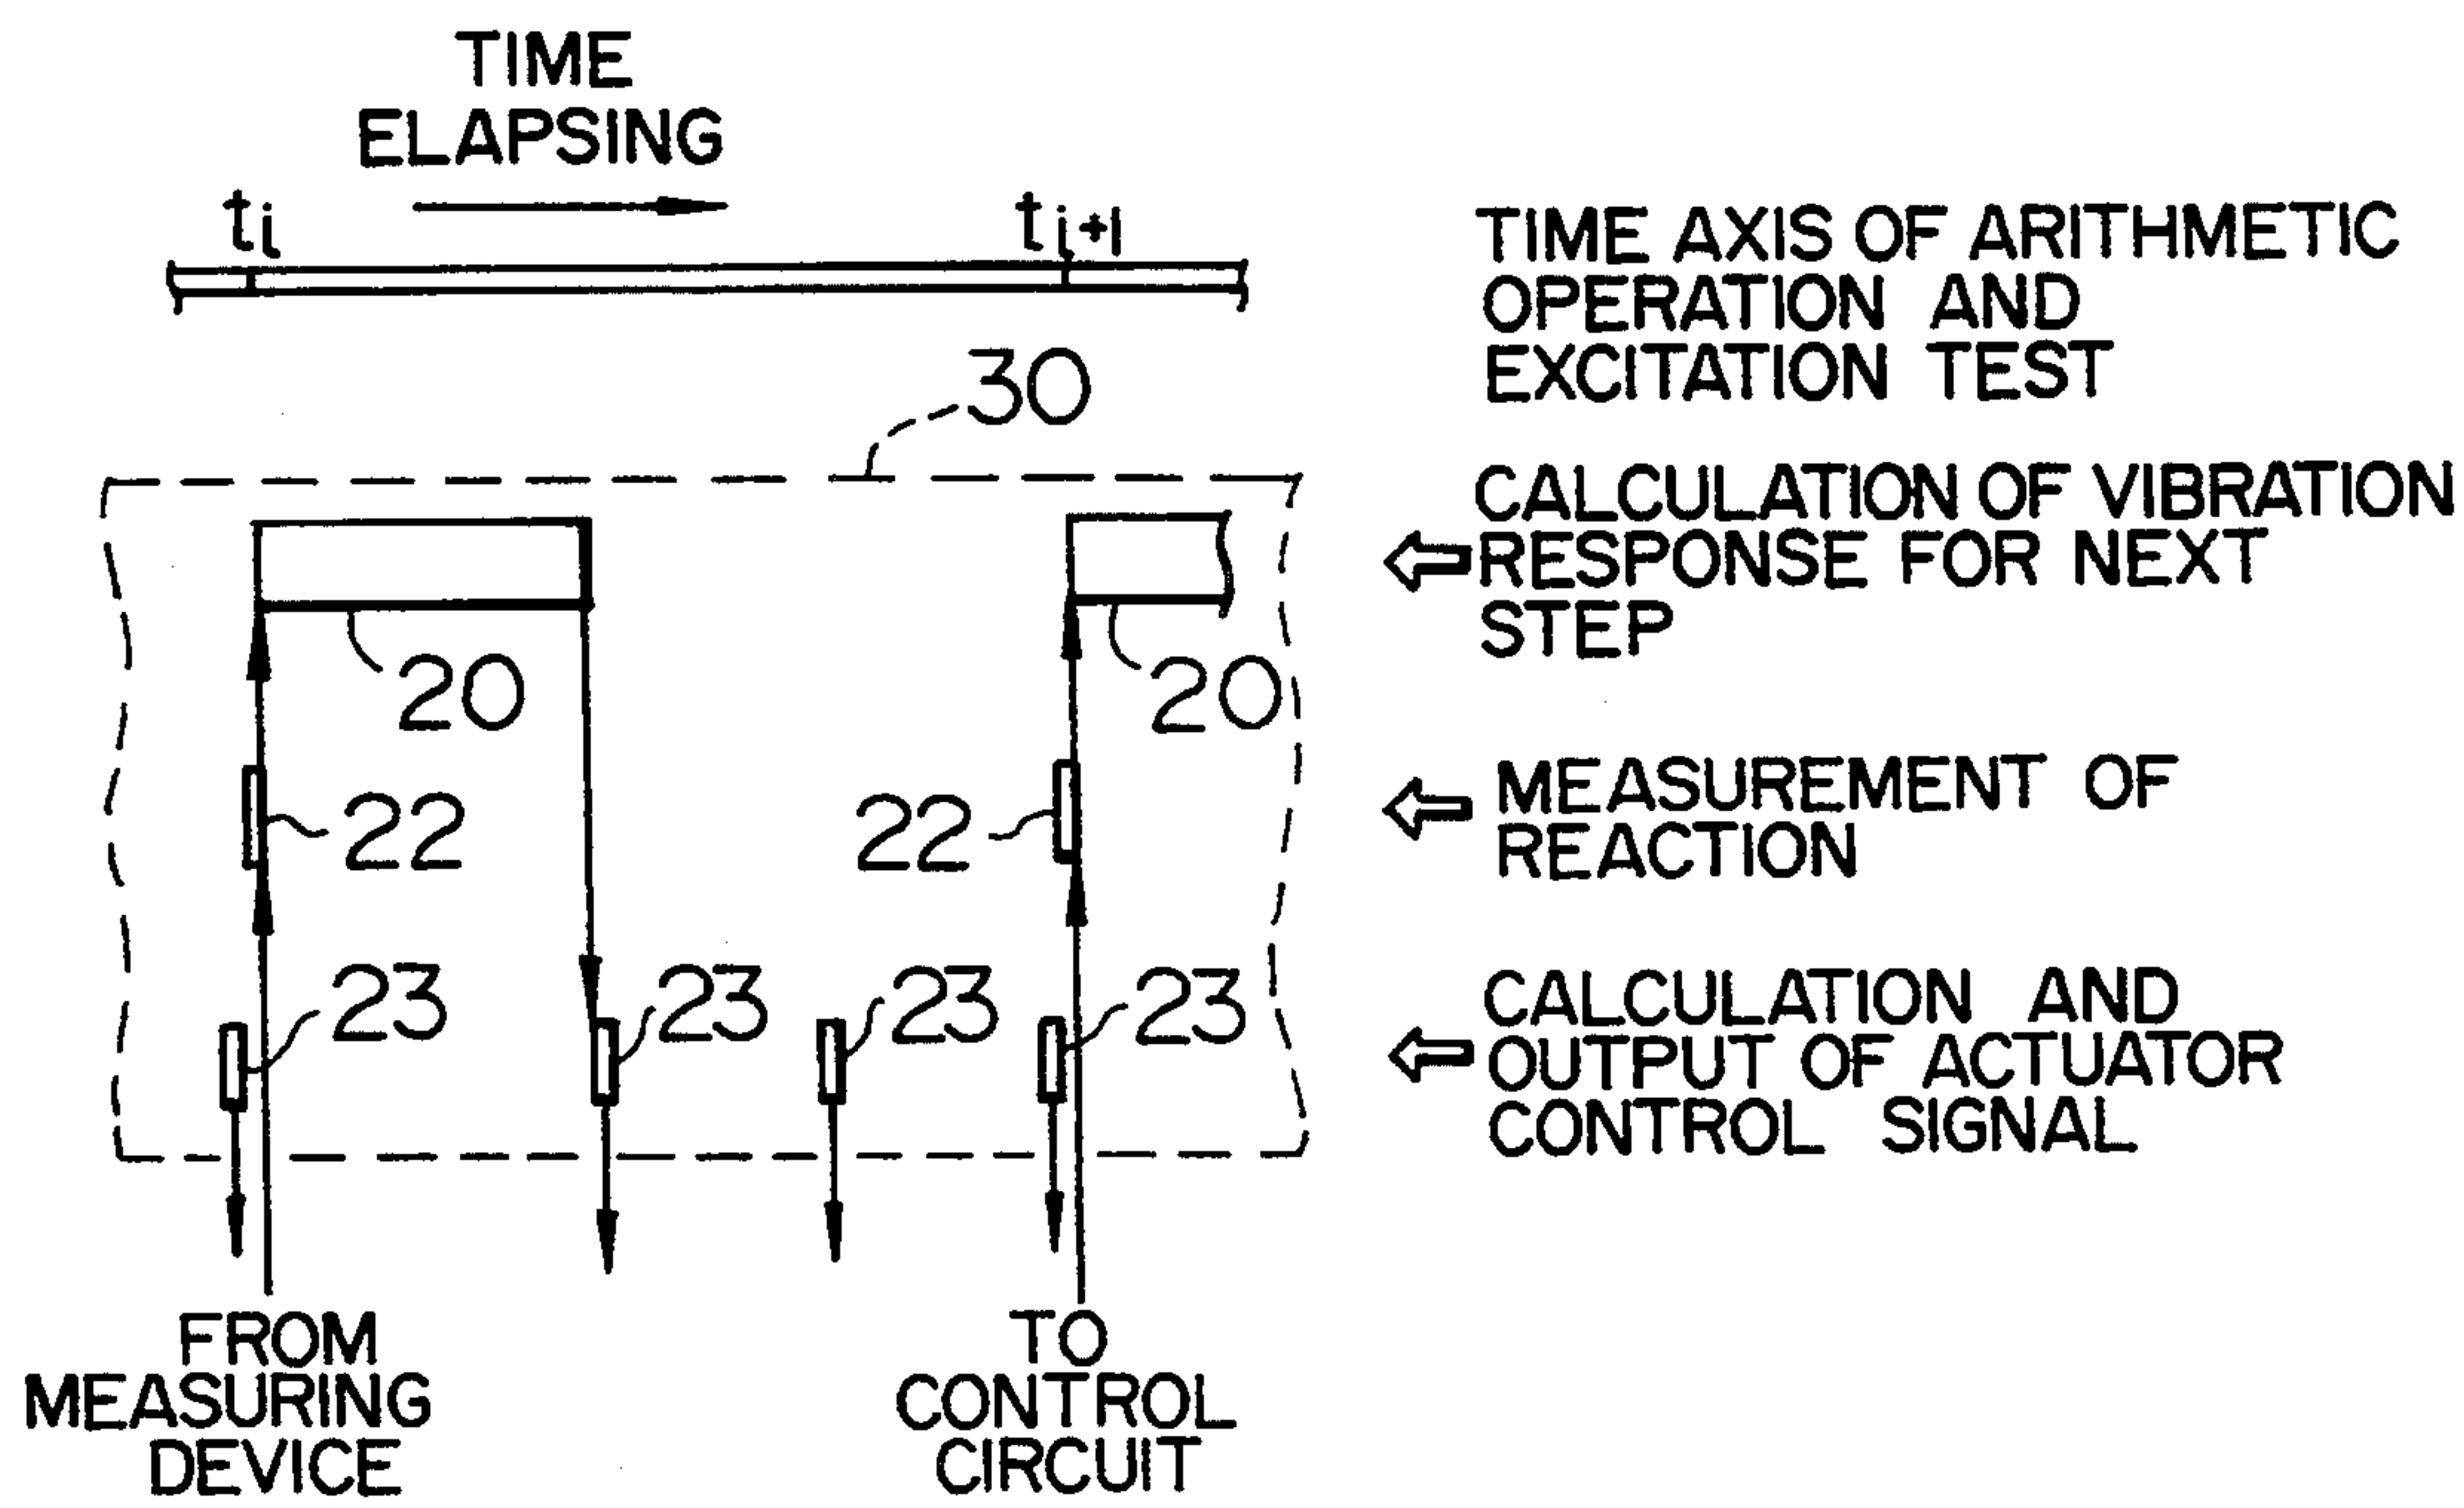 TIME
ELAPSING
ti
ti+1
TIME AXIS OF ARITHMETIC
OPERATION AND
EXCITATION TEST
30
CALCULATION OF VIBRATION
RESPONSE FOR NEXT
STEP
20
20
22
22
MEASUREMENT OF
REACTION
23
23
23
23
CALCULATION AND
OUTPUT OF ACTUATOR
CONTROL SIGNAL
FROM
MEASURING
DEVICE
TO
CONTROL
CIRCUIT